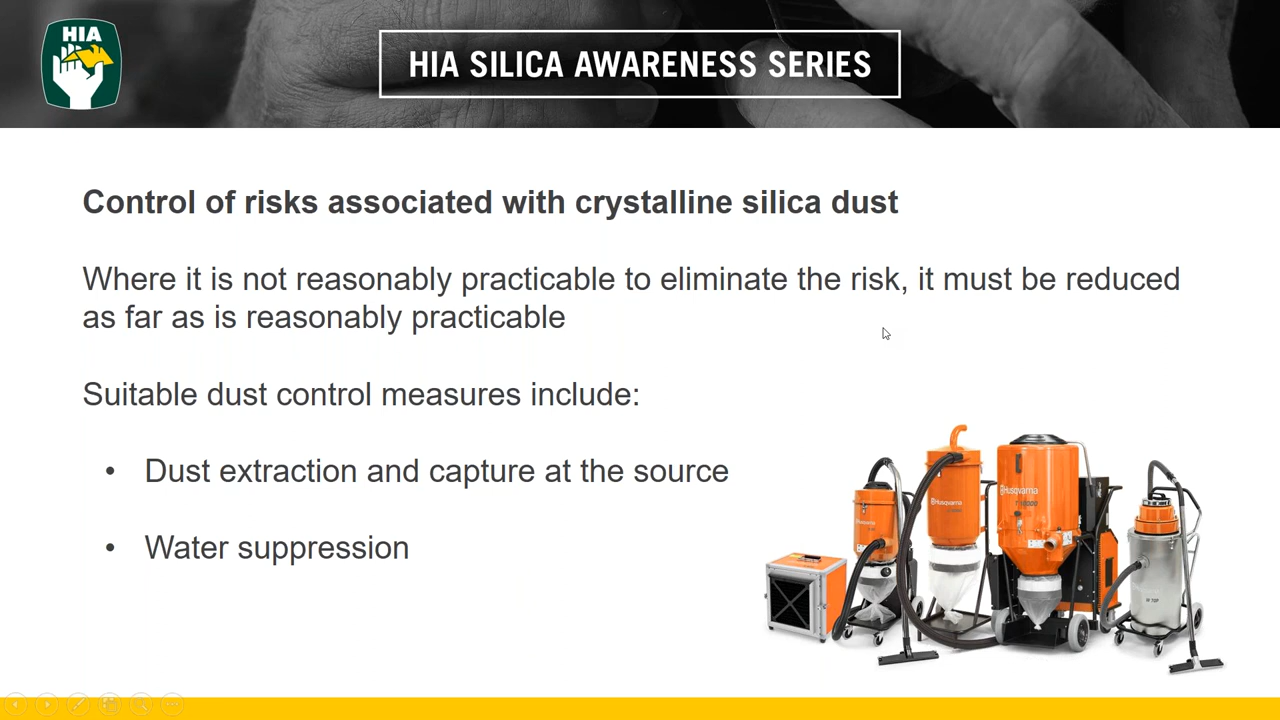 HIA
HIA SILICA AWARENESS SERIES
Control of risks associated with crystalline silica dust
Where it is not reasonably practicable to eliminate the risk, it must be reduced
as far as is reasonably practicable
Suitable dust control measures include:
• Dust extraction and capture at the source
• Water suppression
Husqvarna
Husqvarna